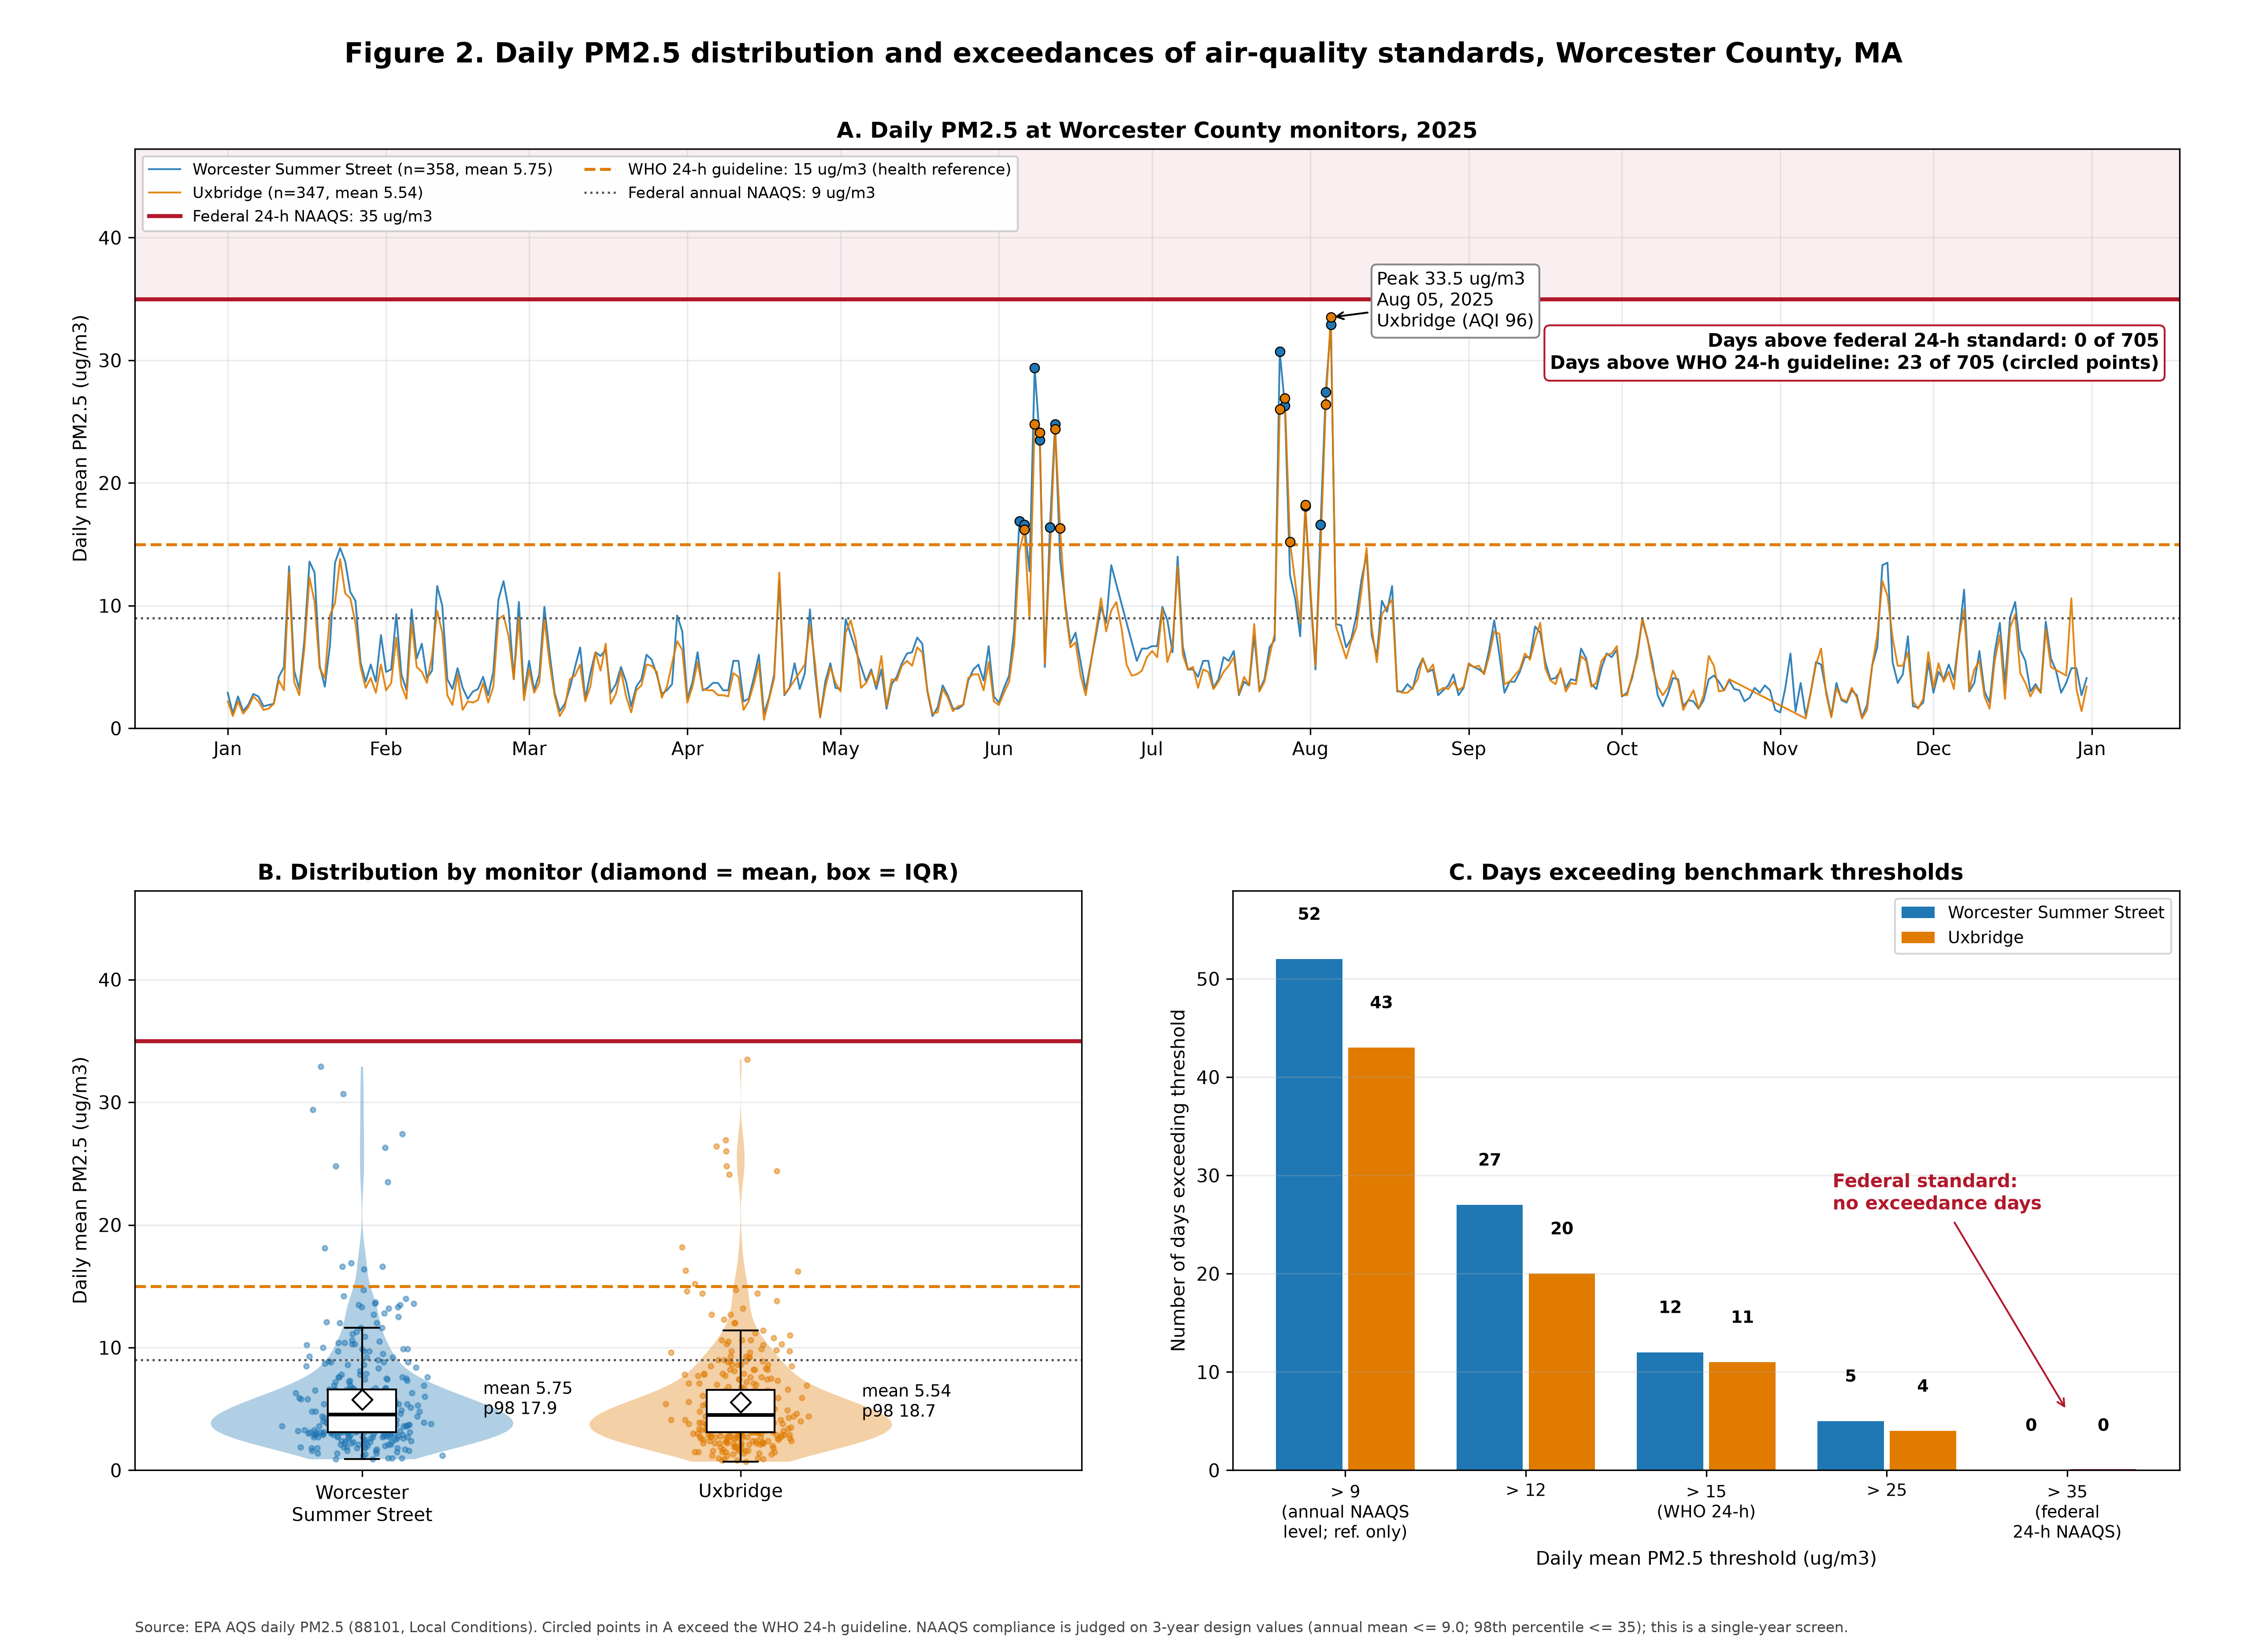 Figure 2. Daily PM2.5 distribution and exceedances of air-quality standards, Worcester County, MA
A. Daily PM2.5 at Worcester County monitors, 2025
Worcester Summer Street (n=358, mean 5.75)
Uxbridge (n=347, mean 5.54)
Federal 24-h NAAQS: 35 ug/m3
WHO 24-h guideline: 15 ug/m3 (health reference)
Federal annual NAAQS: 9 ug/m3
Peak 33.5 ug/m3
Aug 05, 2025
Uxbridge (AQI 96)
Days above federal 24-h standard: 0 of 705
Days above WHO 24-h guideline: 23 of 705 (circled points)
Daily mean PM2.5 (ug/m3)
40
30
20
10
0
Jan Feb Mar Apr May Jun Jul Aug Sep Oct Nov Dec Jan
B. Distribution by monitor (diamond = mean, box = IQR)
Daily mean PM2.5 (ug/m3)
40
30
20
10
0
mean 5.75
p98 17.9
mean 5.54
p98 18.7
Worcester
Summer Street
Uxbridge
C. Days exceeding benchmark thresholds
Worcester Summer Street
Uxbridge
Number of days exceeding threshold
50
40
30
20
10
0
52
43
27
20
12
11
5
4
0
0
Federal standard:
no exceedance days
> 9
(annual NAAQS
level; ref. only)
> 12
> 15
(WHO 24-h)
> 25
> 35
(federal
24-h NAAQS)
Daily mean PM2.5 threshold (ug/m3)
Source: EPA AQS daily PM2.5 (88101, Local Conditions). Circled points in A exceed the WHO 24-h guideline. NAAQS compliance is judged on 3-year design values (annual mean <= 9.0; 98th percentile <= 35); this is a single-year screen.